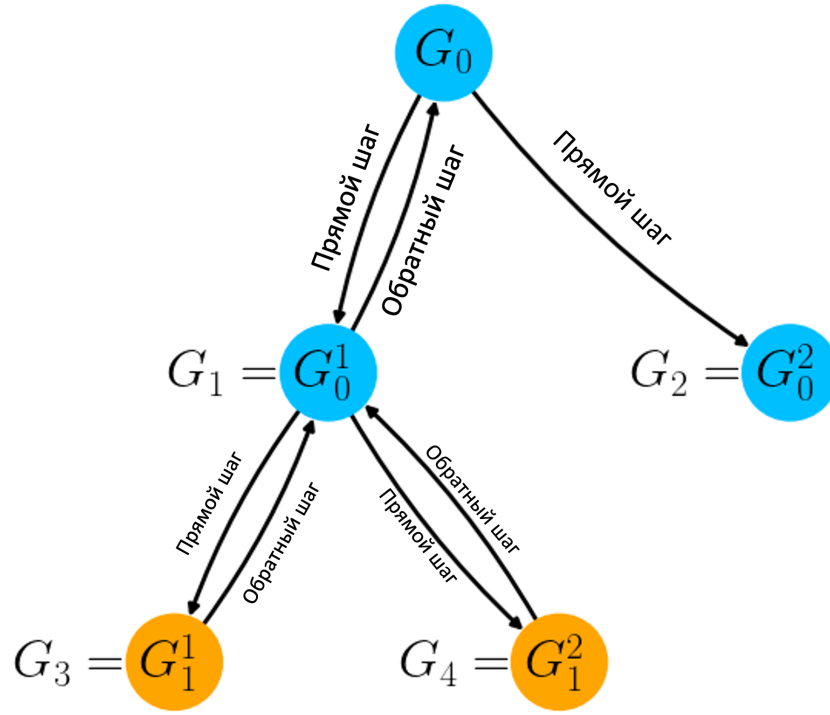 G₀
Прямой шаг
Обратный шаг
Прямой шаг
G₁ = G₀¹
G₂ = G₀²
Прямой шаг
Обратный шаг
Прямой шаг
Обратный шаг
G₃ = G₁¹
G₄ = G₁²